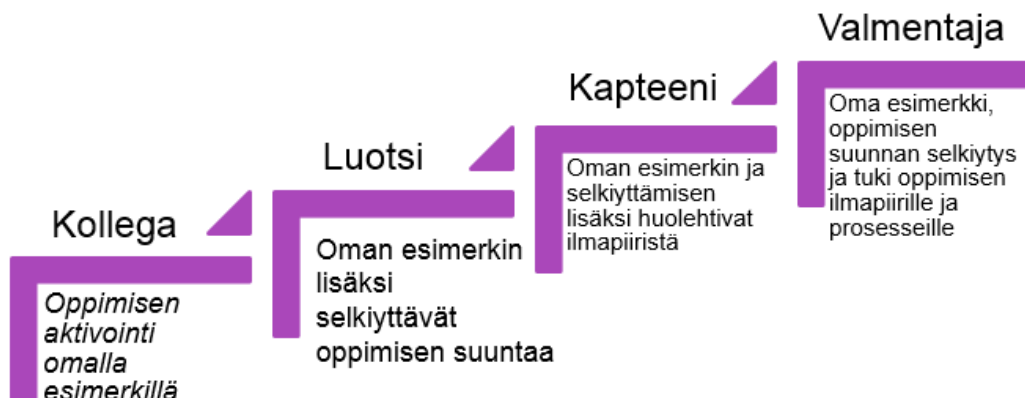 Kollega
Oppimisen
aktivointi
omalla
esimerkillä
Luotsi
Oman esimerkin
lisäksi
selkiyttävät
oppimisen suuntaa
Kapteeni
Oman esimerkin ja
selkiyttämisen
lisäksi huolehtivat
ilmapiiristä
Valmentaja
Oma esimerkki,
oppimisen
suunnan selkiytys
ja tuki oppimisen
ilmapiirille ja
prosesseille